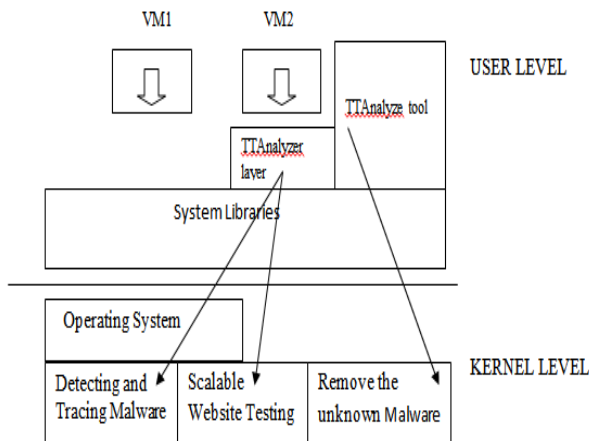 VM1
VM2
USER LEVEL
TTAnalyze tool
TTAnalyzer
layer
System Libraries
Operating System
KERNEL LEVEL
Detecting and
Tracing Malware
Scalable
Website Testing
Remove the
unknown Malware